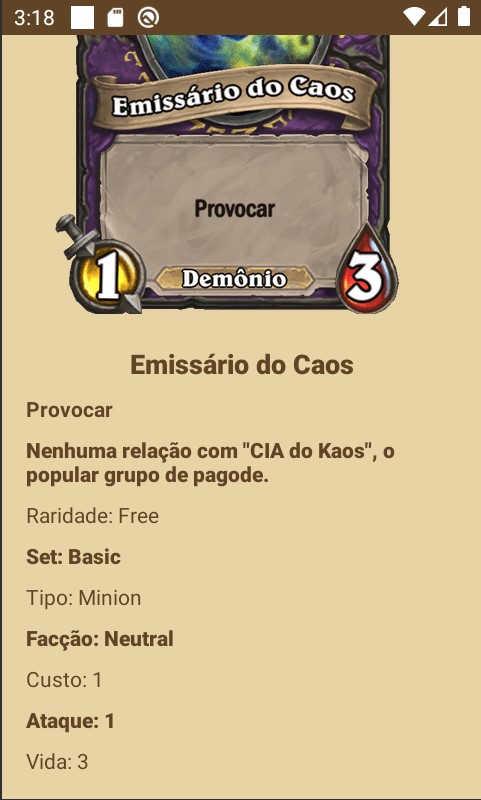 3:18
Emissário do Caos
Provocar
1
Demônio
3
Emissário do Caos
Provocar
Nenhuma relação com "CIA do Kaos", o
popular grupo de pagode.
Raridade: Free
Set: Basic
Tipo: Minion
Facção: Neutral
Custo: 1
Ataque: 1
Vida: 3